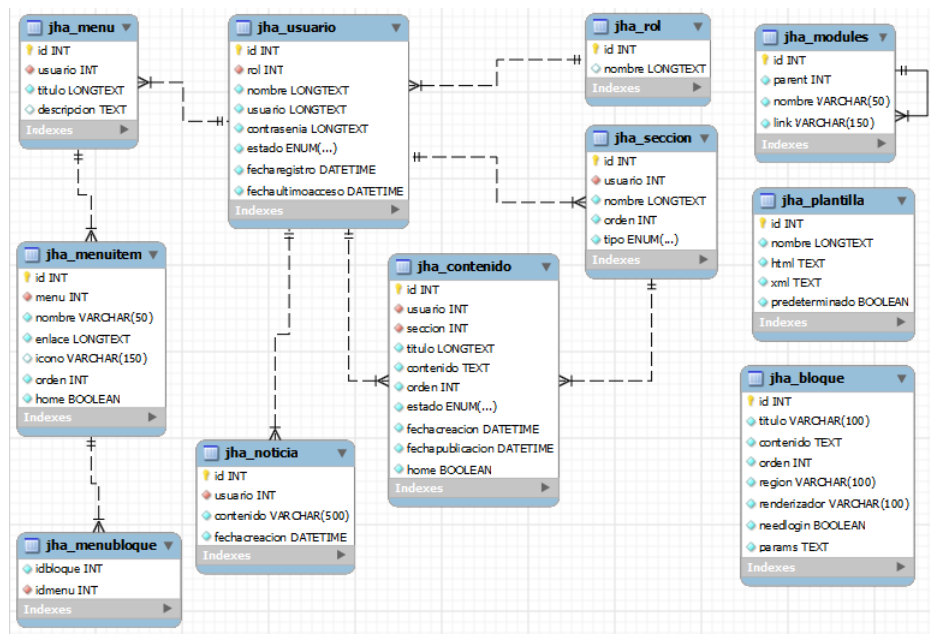 jha_menu
id INT
usuario INT
titulo LONGTEXT
descripcion TEXT
Indexes
jha_usuario
id INT
rol INT
nombre LONGTEXT
usuario LONGTEXT
contrasenia LONGTEXT
estado ENUM(...)
fecharegistro DATETIME
fechaultimoacceso DATETIME
Indexes
jha_rol
id INT
nombre LONGTEXT
Indexes
jha_modules
id INT
parent INT
nombre VARCHAR(50)
link VARCHAR(150)
Indexes
jha_seccion
id INT
usuario INT
nombre LONGTEXT
orden INT
tipo ENUM(...)
Indexes
jha_plantilla
id INT
nombre LONGTEXT
html TEXT
xml TEXT
predeterminado BOOLEAN
Indexes
jha_menuitem
id INT
menu INT
nombre VARCHAR(50)
enlace LONGTEXT
icono VARCHAR(150)
orden INT
home BOOLEAN
Indexes
jha_contenido
id INT
usuario INT
seccion INT
titulo LONGTEXT
contenido TEXT
orden INT
estado ENUM(...)
fechacreacion DATETIME
fechapublicacion DATETIME
home BOOLEAN
Indexes
jha_bloque
id INT
titulo VARCHAR(100)
contenido TEXT
orden INT
region VARCHAR(100)
renderizador VARCHAR(100)
needlogin BOOLEAN
params TEXT
Indexes
jha_noticia
id INT
usuario INT
contenido VARCHAR(500)
fechacreacion DATETIME
Indexes
jha_menubloque
idbloque INT
idmenu INT
Indexes